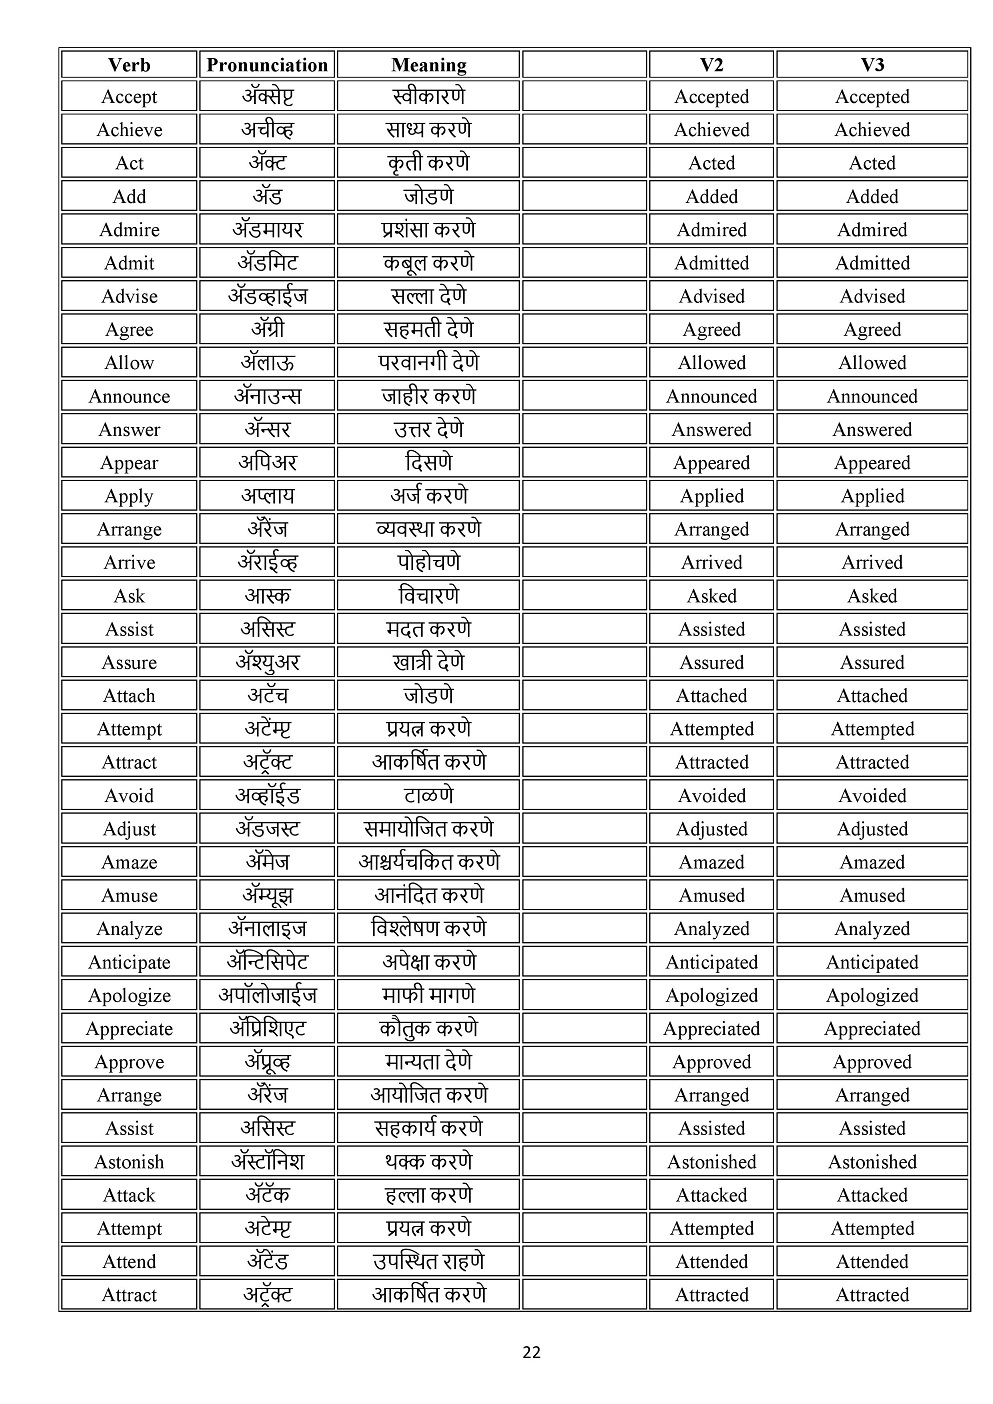 Verb Pronunciation Meaning V2 V3
Accept ॲक्सेप्ट स्वीकारणे Accepted Accepted
Achieve अचीव्ह साध्य करणे Achieved Achieved
Act ॲक्ट कृती करणे Acted Acted
Add ॲड जोडणे Added Added
Admire ॲडमायर प्रशंसा करणे Admired Admired
Admit ॲडमिट कबूल करणे Admitted Admitted
Advise ॲडव्हाईज सल्ला देणे Advised Advised
Agree ॲग्री सहमती देणे Agreed Agreed
Allow ॲलाऊ परवानगी देणे Allowed Allowed
Announce ॲनाउन्स जाहीर करणे Announced Announced
Answer ॲन्सर उत्तर देणे Answered Answered
Appear अपिअर दिसणे Appeared Appeared
Apply अप्लाय अर्ज करणे Applied Applied
Arrange ॲरेंज व्यवस्था करणे Arranged Arranged
Arrive ॲराईव्ह पोहोचणे Arrived Arrived
Ask आस्क विचारणे Asked Asked
Assist असिस्ट मदत करणे Assisted Assisted
Assure ॲश्युअर खात्री देणे Assured Assured
Attach अटॅच जोडणे Attached Attached
Attempt अटेंम्प्ट प्रयत्न करणे Attempted Attempted
Attract अट्रॅक्ट आकर्षित करणे Attracted Attracted
Avoid अव्हॉईड टाळणे Avoided Avoided
Adjust ॲडजस्ट समायोजित करणे Adjusted Adjusted
Amaze ॲमेज आश्चर्यचकित करणे Amazed Amazed
Amuse ॲम्यूझ आनंदित करणे Amused Amused
Analyze ॲनालाइज विश्लेषण करणे Analyzed Analyzed
Anticipate ॲन्टिसिपेट अपेक्षा करणे Anticipated Anticipated
Apologize अपॉलोजाईज माफी मागणे Apologized Apologized
Appreciate ॲप्रिशिएट कौतुक करणे Appreciated Appreciated
Approve ॲप्रूव्ह मान्यता देणे Approved Approved
Arrange ॲरेंज आयोजित करणे Arranged Arranged
Assist असिस्ट सहकार्य करणे Assisted Assisted
Astonish ॲस्टॉनिश थक्क करणे Astonished Astonished
Attack ॲटॅक हल्ला करणे Attacked Attacked
Attempt अटेम्प्ट प्रयत्न करणे Attempted Attempted
Attend ॲटेंड उपस्थित राहणे Attended Attended
Attract अट्रॅक्ट आकर्षित करणे Attracted Attracted
22